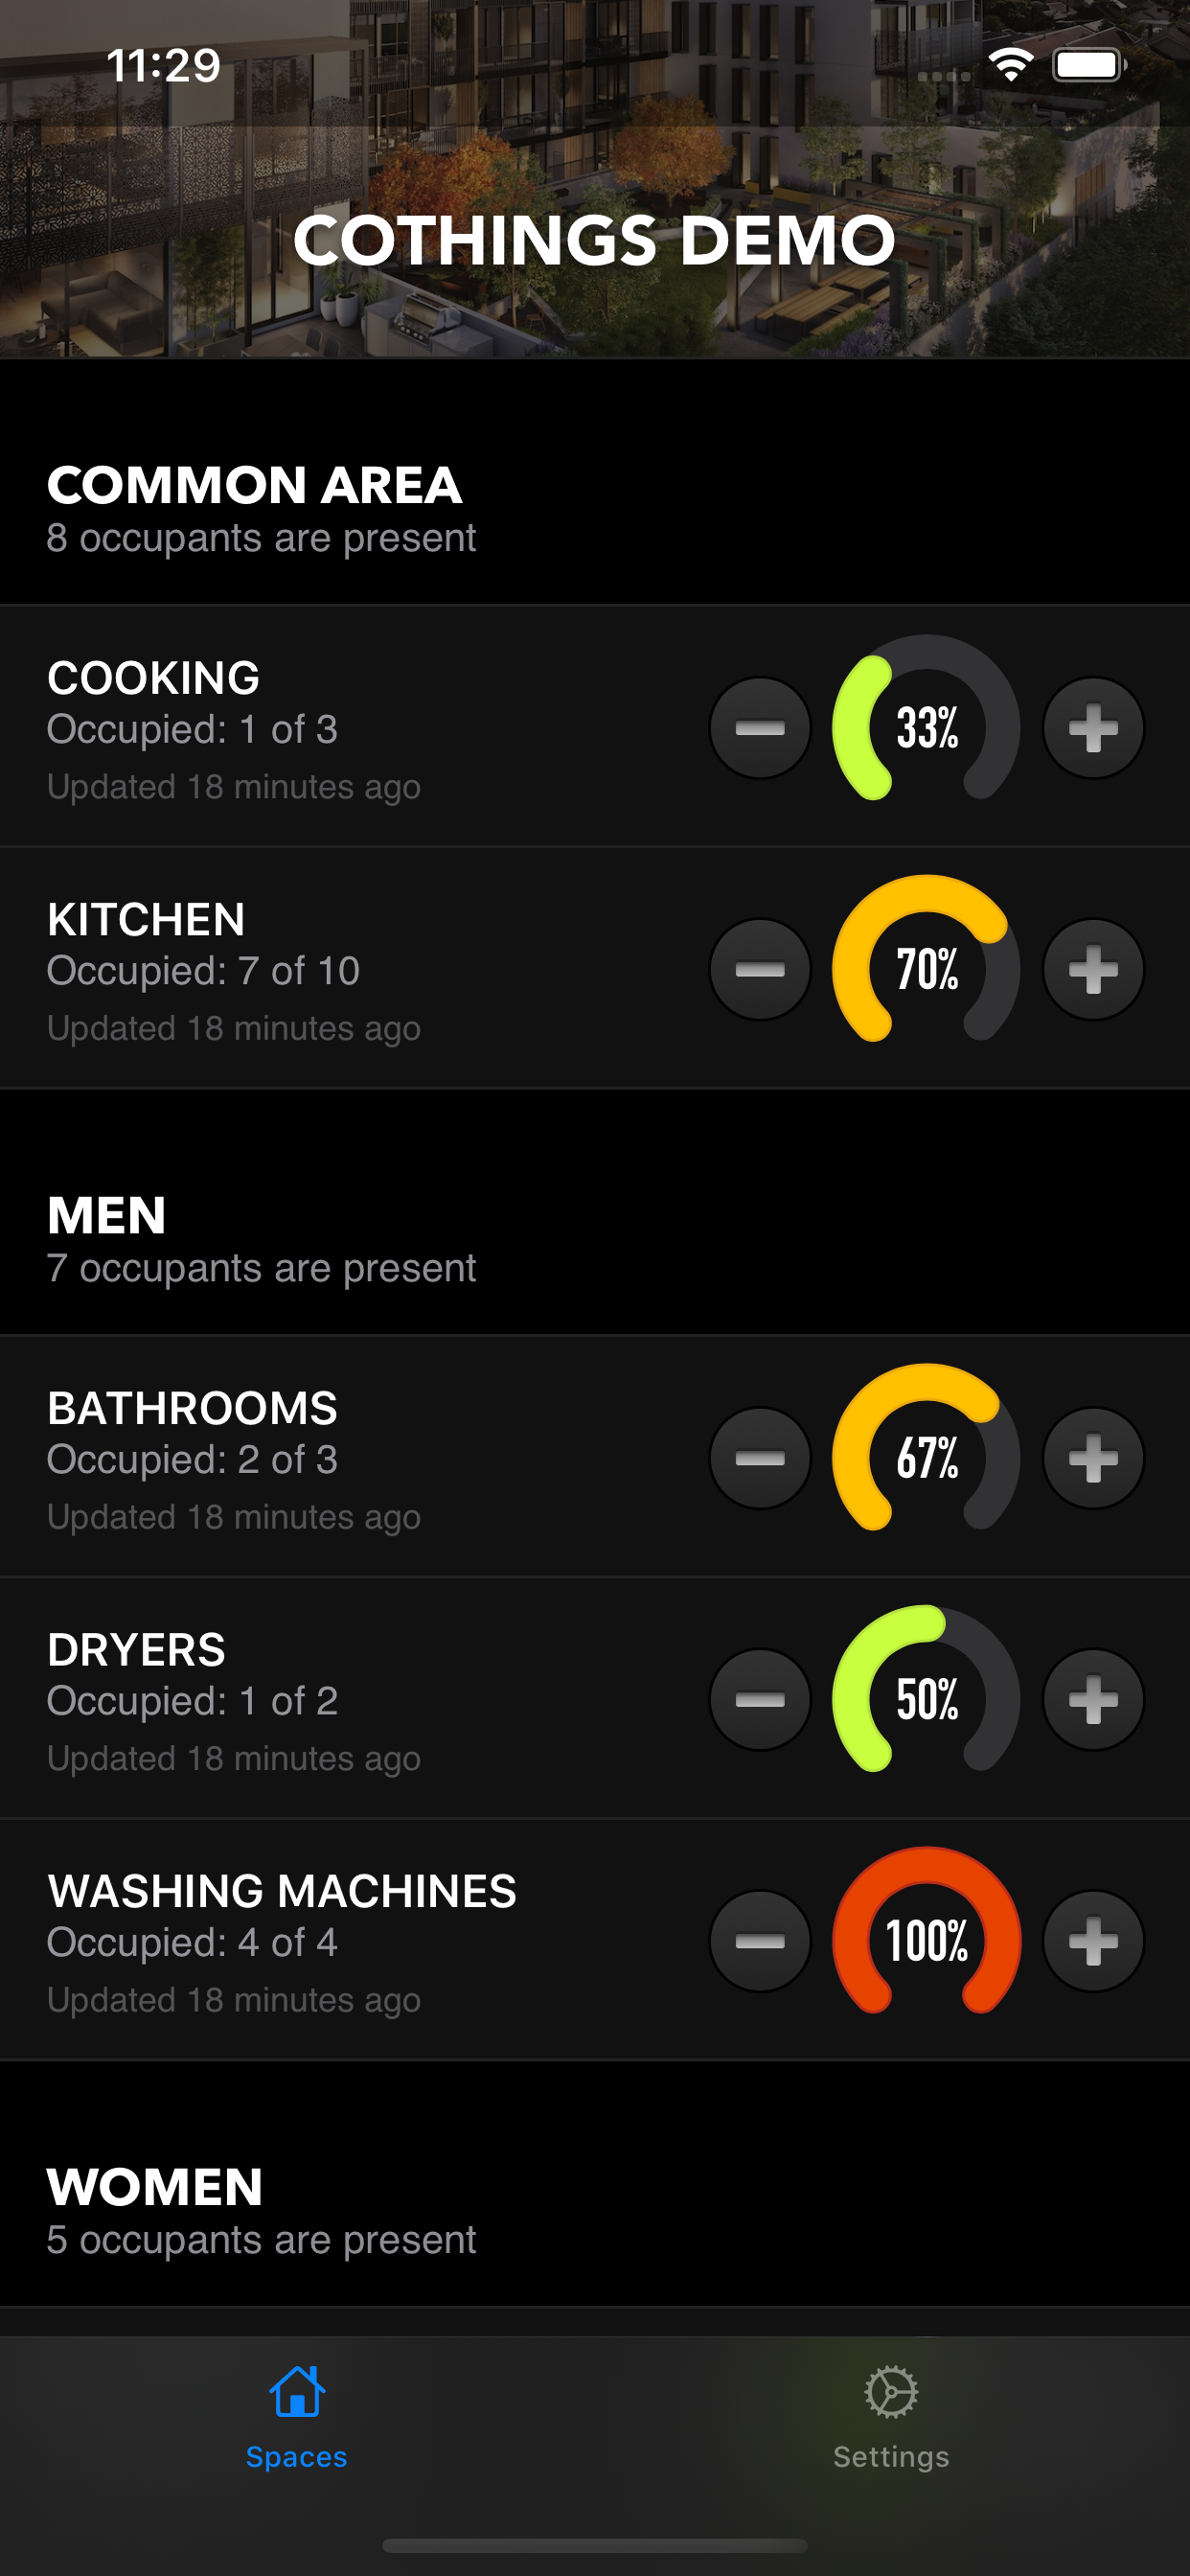 11:29
COTHINGS DEMO
COMMON AREA
8 occupants are present
COOKING
Occupied: 1 of 3
Updated 18 minutes ago
33%
KITCHEN
Occupied: 7 of 10
Updated 18 minutes ago
70%
MEN
7 occupants are present
BATHROOMS
Occupied: 2 of 3
Updated 18 minutes ago
67%
DRYERS
Occupied: 1 of 2
Updated 18 minutes ago
50%
WASHING MACHINES
Occupied: 4 of 4
Updated 18 minutes ago
100%
WOMEN
5 occupants are present
Spaces
Settings